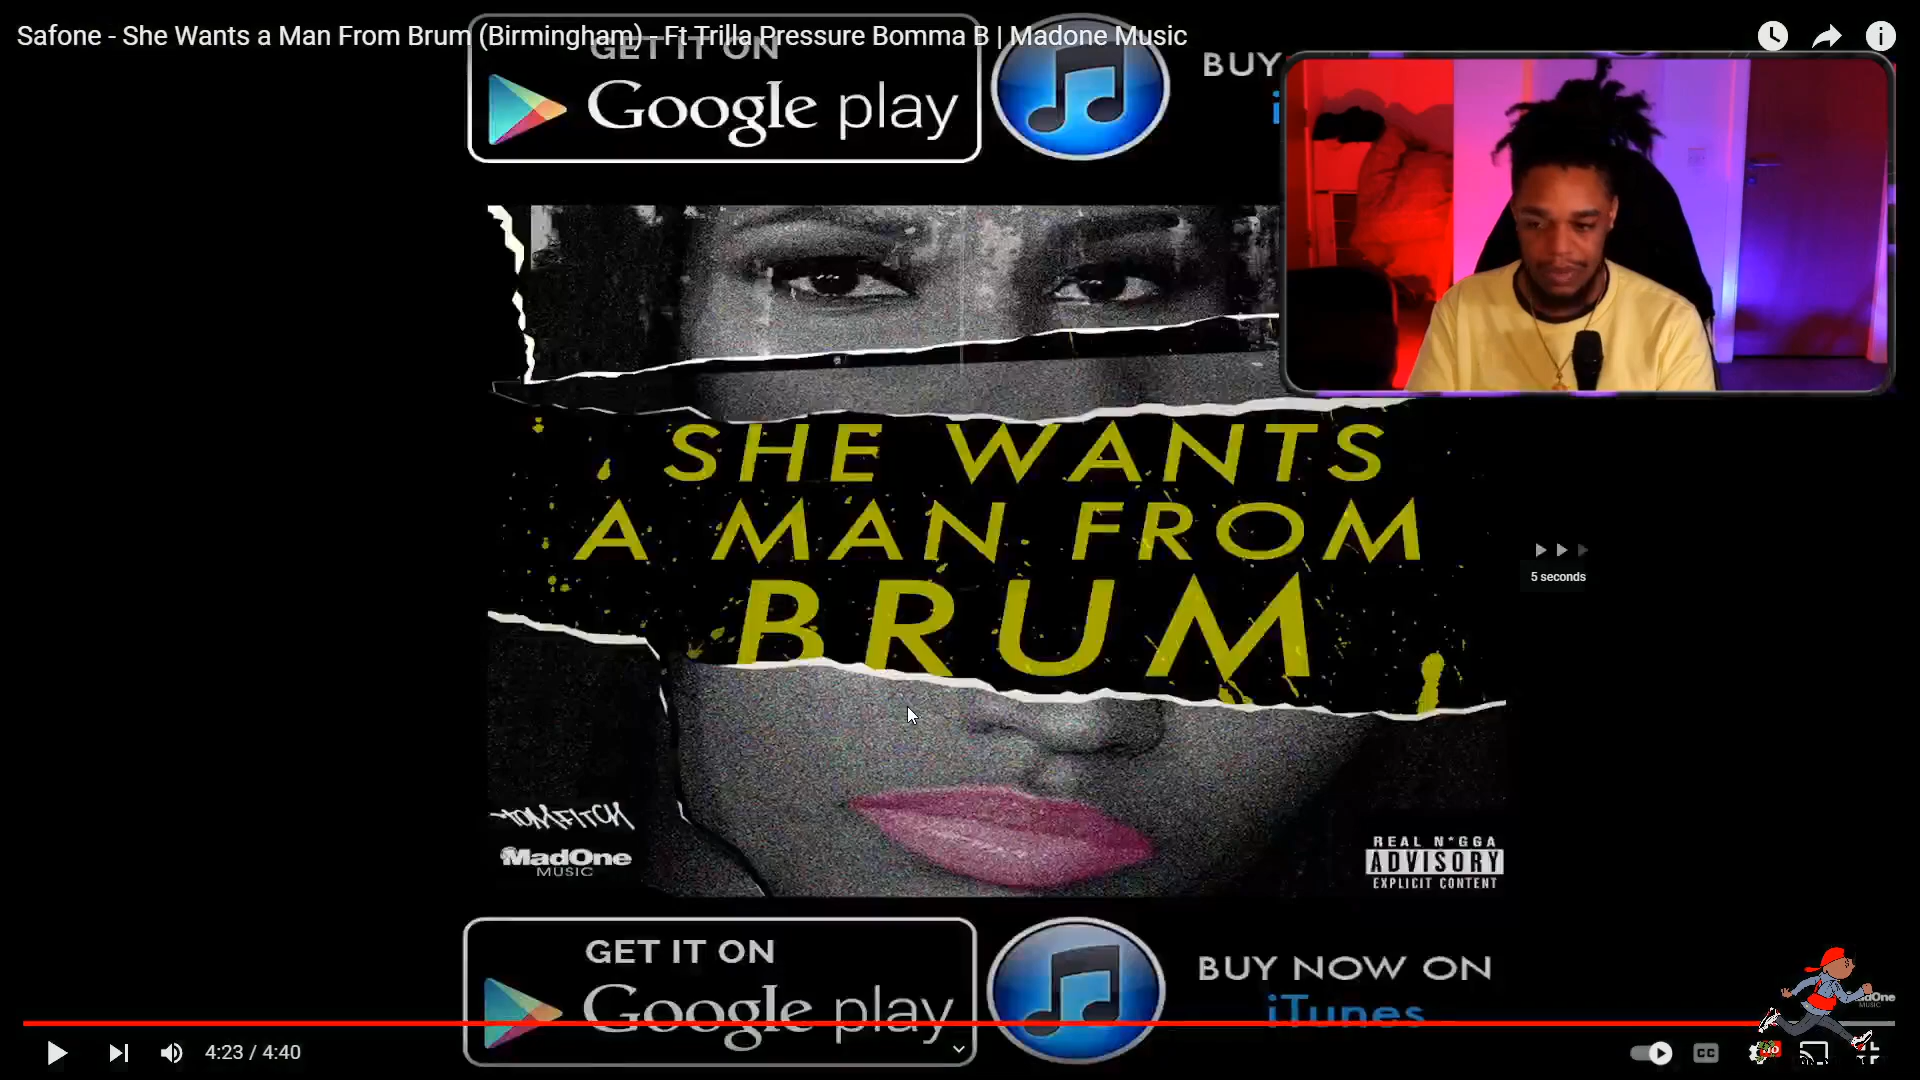 Safone - She Wants a Man From Brum (Birmingham) - Ft Trilla Pressure Bomma B | Madone Music
GET IT ON
Google play
BUY
SHE WANTS
A MAN FROM
BRUM
5 seconds
TOMFITCH
MadOne
MUSIC
REAL N*GGA
ADVISORY
EXPLICIT CONTENT
GET IT ON
Google play
BUY NOW ON
iTunes
4:23 / 4:40
CC